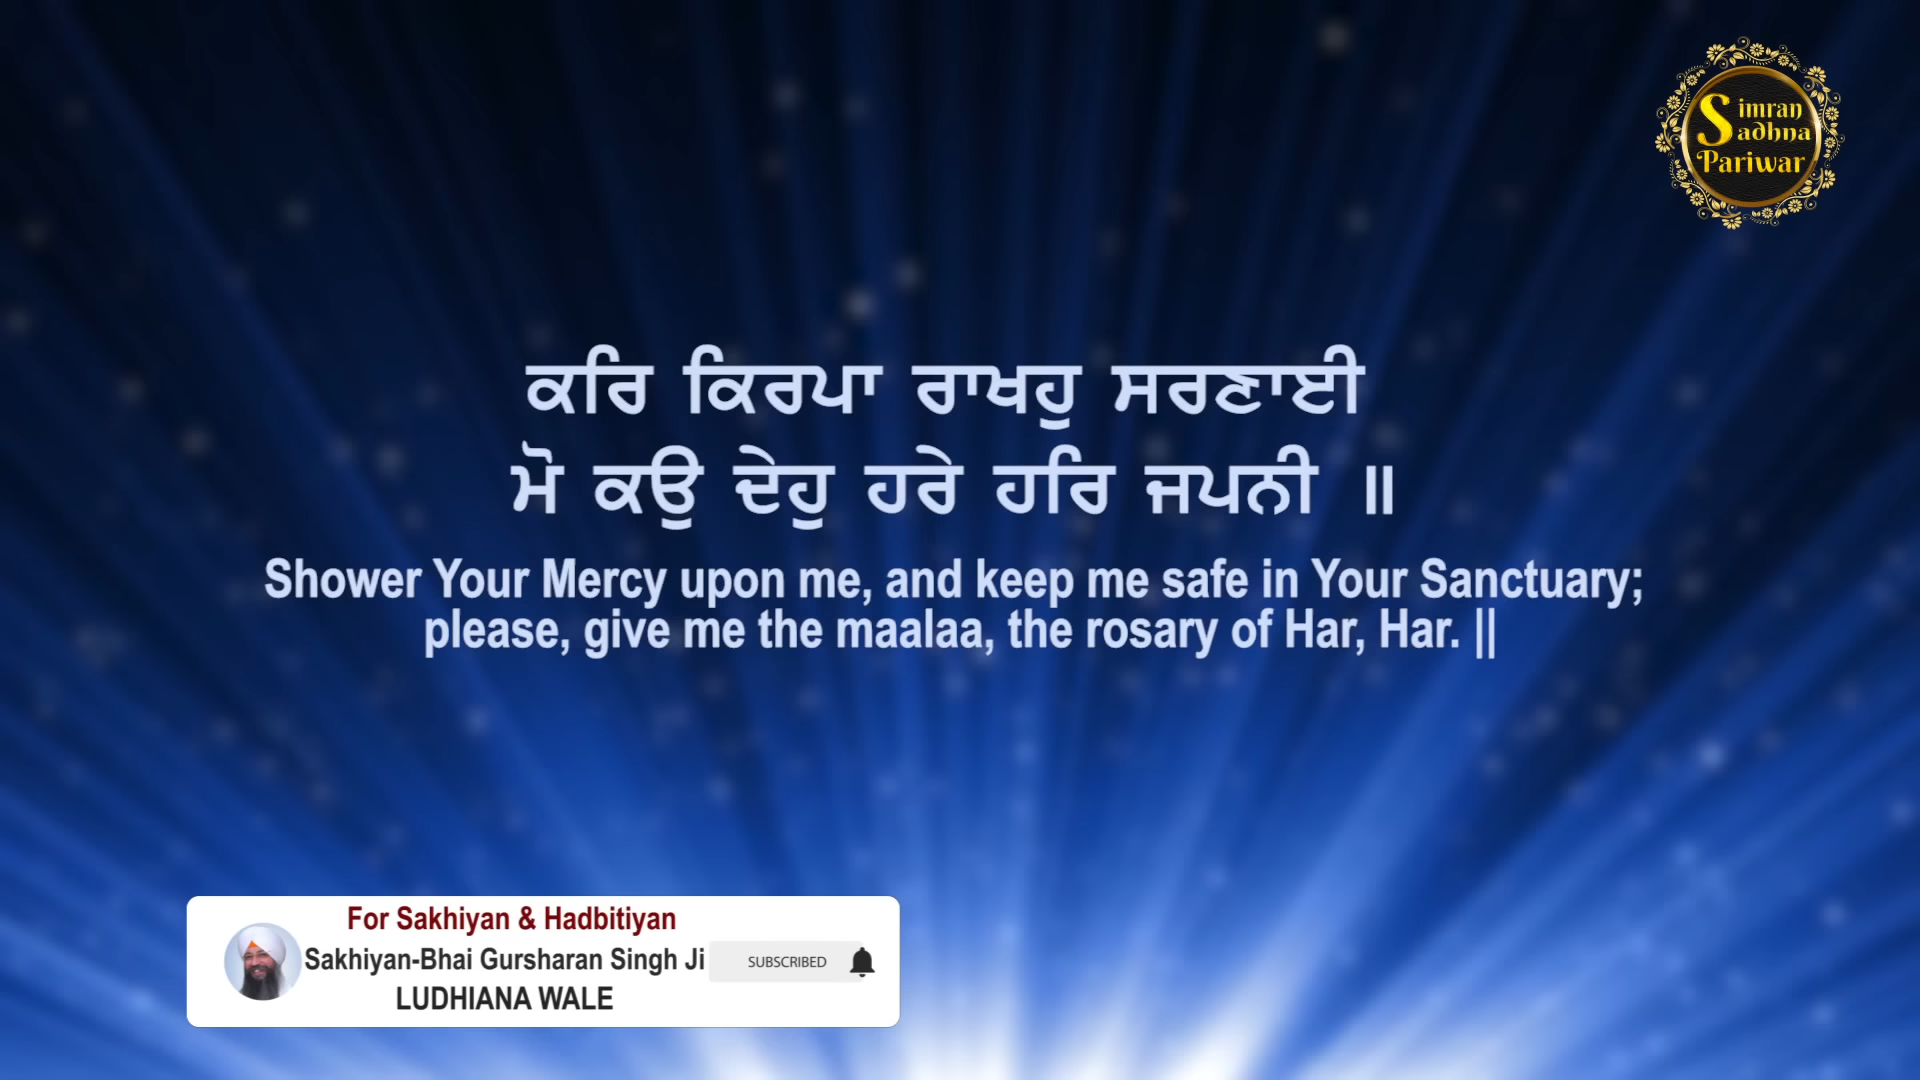 Simran
Sadhna
Pariwar
ਕਰਿ ਕਿਰਪਾ ਰਾਖਹੁ ਸਰਣਾਈ
ਮੋ ਕਉ ਦੇਹੁ ਹਰੇ ਹਰਿ ਜਪਨੀ ॥
Shower Your Mercy upon me, and keep me safe in Your Sanctuary;
please, give me the maalaa, the rosary of Har, Har. ||
For Sakhiyan & Hadbitiyan
Sakhiyan-Bhai Gursharan Singh Ji
SUBSCRIBED
LUDHIANA WALE